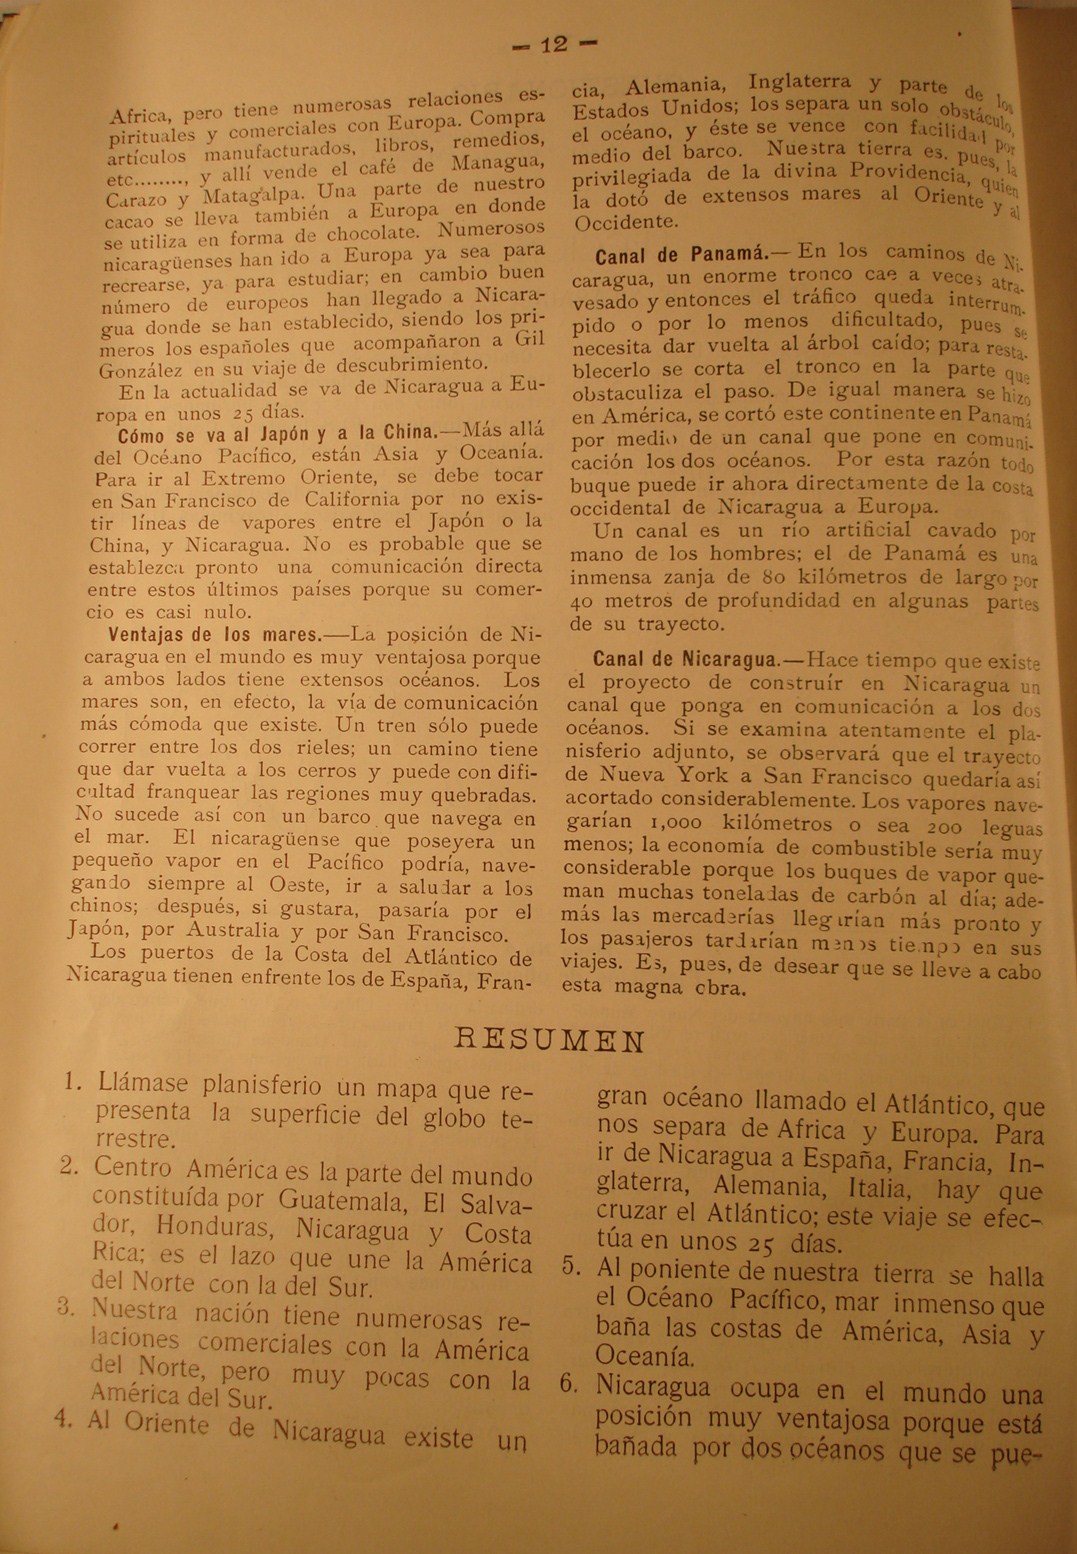 — 12 —
Africa, pero tiene numerosas relaciones es-
pirituales y comerciales con Europa. Compra
artículos manufacturados, libros, remedios,
etc........, y allí vende el café de Managua,
Carazo y Matagalpa. Una parte de nuestro
cacao se lleva también a Europa en donde
se utiliza en forma de chocolate. Numerosos
nicaragüenses han ido a Europa ya sea para
recrearse, ya para estudiar; en cambio buen
número de europeos han llegado a Nicara-
gua donde se han establecido, siendo los pri-
meros los españoles que acompañaron a Gil
González en su viaje de descubrimiento.
En la actualidad se va de Nicaragua a Eu-
ropa en unos 25 días.
Cómo se va al Japón y a la China.—Más allá
del Océano Pacífico, están Asia y Oceanía.
Para ir al Extremo Oriente, se debe tocar
en San Francisco de California por no exis-
tir líneas de vapores entre el Japón o la
China, y Nicaragua. No es probable que se
establezca pronto una comunicación directa
entre estos últimos países porque su comer-
cio es casi nulo.
Ventajas de los mares.—La posición de Ni-
caragua en el mundo es muy ventajosa porque
a ambos lados tiene extensos océanos. Los
mares son, en efecto, la vía de comunicación
más cómoda que existe. Un tren sólo puede
correr entre los dos rieles; un camino tiene
que dar vuelta a los cerros y puede con difi-
cultad franquear las regiones muy quebradas.
No sucede así con un barco que navega en
el mar. El nicaragüense que poseyera un
pequeño vapor en el Pacífico podría, nave-
gando siempre al Oeste, ir a saludar a los
chinos; después, si gustara, pasaría por el
Japón, por Australia y por San Francisco.
Los puertos de la Costa del Atlántico de
Nicaragua tienen enfrente los de España, Fran-
cia, Alemania, Inglaterra y parte de los
Estados Unidos; los separa un solo obstáculo,
el océano, y éste se vence con facilidad por
medio del barco. Nuestra tierra es, pues, la
privilegiada de la divina Providencia, quien
la dotó de extensos mares al Oriente y al
Occidente.
Canal de Panamá.—En los caminos de Ni-
caragua, un enorme tronco cae a veces atra-
vesado y entonces el tráfico queda interrum-
pido o por lo menos dificultado, pues se
necesita dar vuelta al árbol caído; para resta-
blecerlo se corta el tronco en la parte que
obstaculiza el paso. De igual manera se hizo
en América, se cortó este continente en Panamá
por medio de un canal que pone en comuni-
cación los dos océanos. Por esta razón todo
buque puede ir ahora directamente de la costa
occidental de Nicaragua a Europa.
Un canal es un río artificial cavado por
mano de los hombres; el de Panamá es una
inmensa zanja de 80 kilómetros de largo por
40 metros de profundidad en algunas partes
de su trayecto.
Canal de Nicaragua.—Hace tiempo que existe
el proyecto de construír en Nicaragua un
canal que ponga en comunicación a los dos
océanos. Si se examina atentamente el pla-
nisferio adjunto, se observará que el trayecto
de Nueva York a San Francisco quedaría así
acortado considerablemente. Los vapores nave-
garían 1,000 kilómetros o sea 200 leguas
menos; la economía de combustible sería muy
considerable porque los buques de vapor que-
man muchas toneladas de carbón al día; ade-
más las mercaderías llegarían más pronto y
los pasajeros tardarían menos tiempo en sus
viajes. Es, pues, de desear que se lleve a cabo
esta magna obra.
RESUMEN
1. Llámase planisferio un mapa que re-
presenta la superficie del globo te-
rrestre.
2. Centro América es la parte del mundo
constituída por Guatemala, El Salva-
dor, Honduras, Nicaragua y Costa
Rica; es el lazo que une la América
del Norte con la del Sur.
3. Nuestra nación tiene numerosas re-
laciones comerciales con la América
del Norte, pero muy pocas con la
América del Sur.
4. Al Oriente de Nicaragua existe un
gran océano llamado el Atlántico, que
nos separa de Africa y Europa. Para
ir de Nicaragua a España, Francia, In-
glaterra, Alemania, Italia, hay que
cruzar el Atlántico; este viaje se efec-
túa en unos 25 días.
5. Al poniente de nuestra tierra se halla
el Océano Pacífico, mar inmenso que
baña las costas de América, Asia y
Oceanía.
6. Nicaragua ocupa en el mundo una
posición muy ventajosa porque está
bañada por dos océanos que se pue-